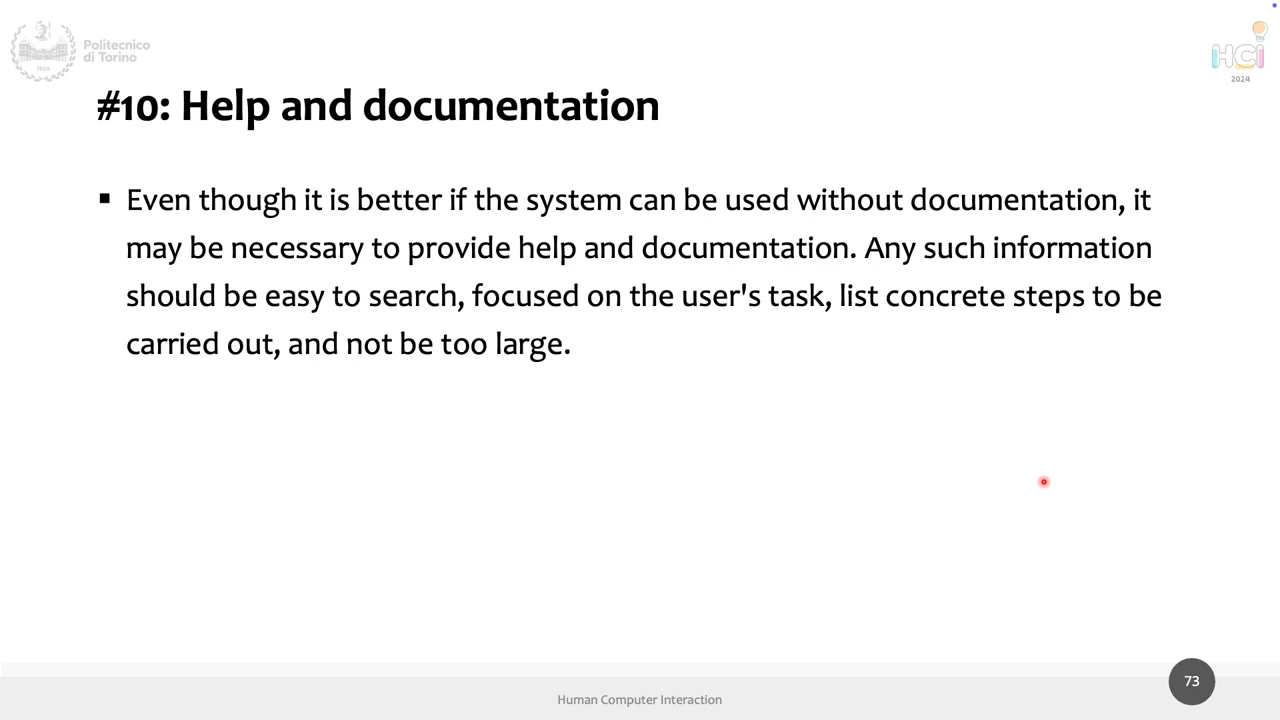 Politecnico
di Torino
1859
HCI
2024
#10: Help and documentation
▪ Even though it is better if the system can be used without documentation, it
may be necessary to provide help and documentation. Any such information
should be easy to search, focused on the user's task, list concrete steps to be
carried out, and not be too large.
73
Human Computer Interaction